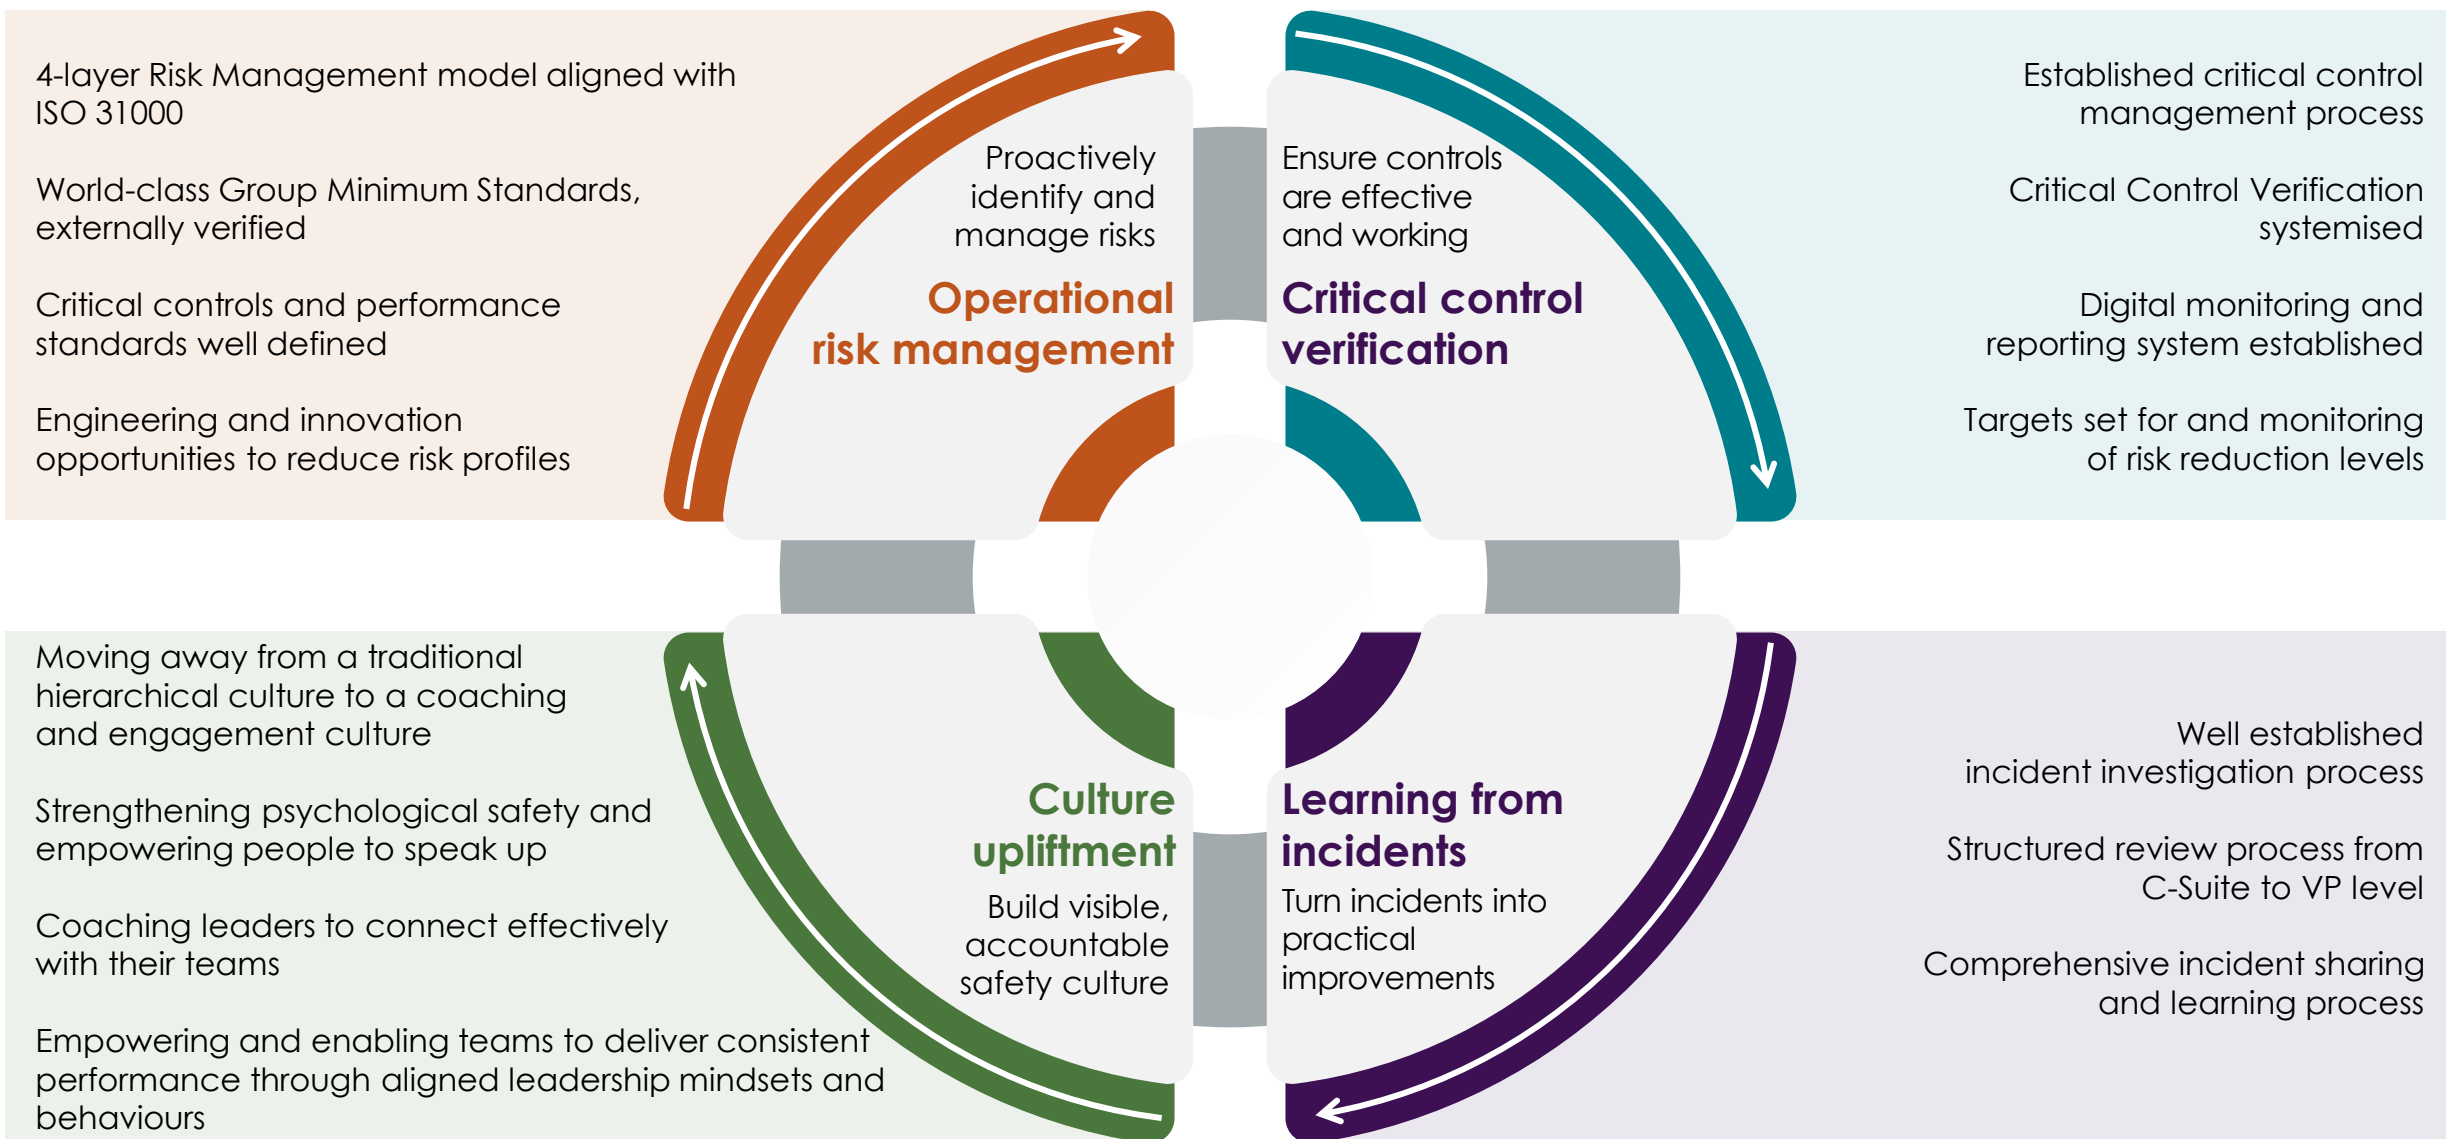 4-layer Risk Management model aligned with
ISO 31000
World-class Group Minimum Standards,
externally verified
Critical controls and performance
standards well defined
Engineering and innovation
opportunities to reduce risk profiles
Proactively
identify and
manage risks
Operational
risk management
Ensure controls
are effective
and working
Critical control
verification
Established critical control
management process
Critical Control Verification
systemised
Digital monitoring and
reporting system established
Targets set for and monitoring
of risk reduction levels
Moving away from a traditional
hierarchical culture to a coaching
and engagement culture
Strengthening psychological safety and
empowering people to speak up
Coaching leaders to connect effectively
with their teams
Empowering and enabling teams to deliver consistent
performance through aligned leadership mindsets and
behaviours
Culture
upliftment
Build visible,
accountable
safety culture
Learning from
incidents
Turn incidents into
practical
improvements
Well established
incident investigation process
Structured review process from
C-Suite to VP level
Comprehensive incident sharing
and learning process